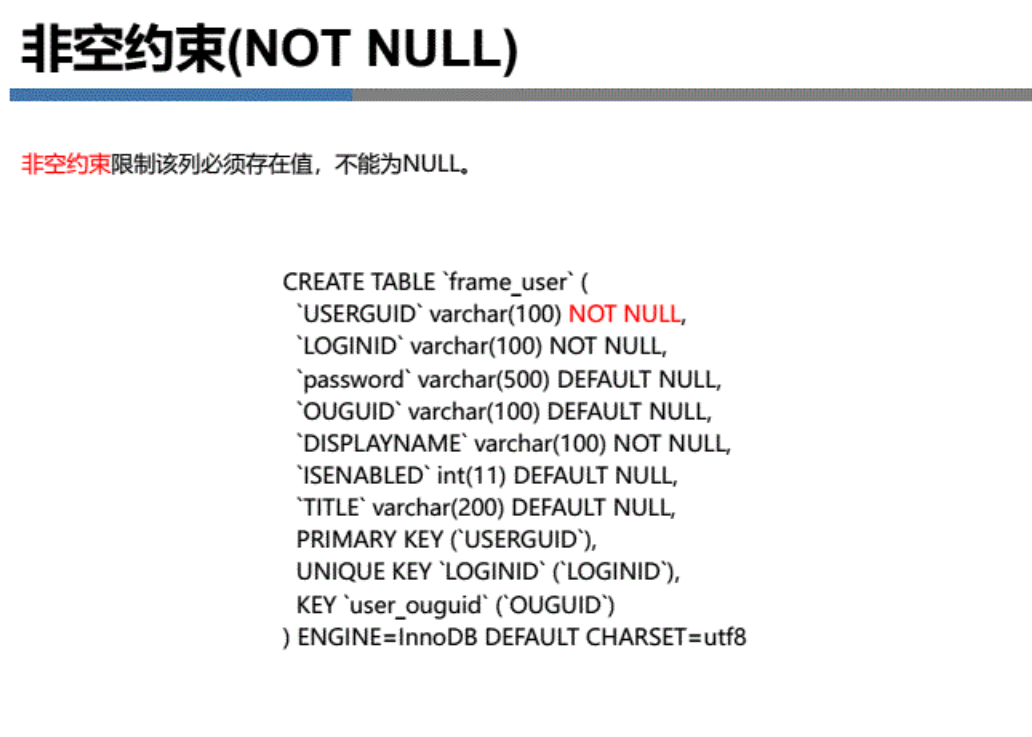 非空约束(NOT NULL)
非空约束限制该列必须存在值，不能为NULL。
CREATE TABLE `frame_user` (
`USERGUID` varchar(100) NOT NULL,
`LOGINID` varchar(100) NOT NULL,
`password` varchar(500) DEFAULT NULL,
`OUGUID` varchar(100) DEFAULT NULL,
`DISPLAYNAME` varchar(100) NOT NULL,
`ISENABLED` int(11) DEFAULT NULL,
`TITLE` varchar(200) DEFAULT NULL,
PRIMARY KEY (`USERGUID`),
UNIQUE KEY `LOGINID` (`LOGINID`),
KEY `user_ouguid` (`OUGUID`)
) ENGINE=InnoDB DEFAULT CHARSET=utf8